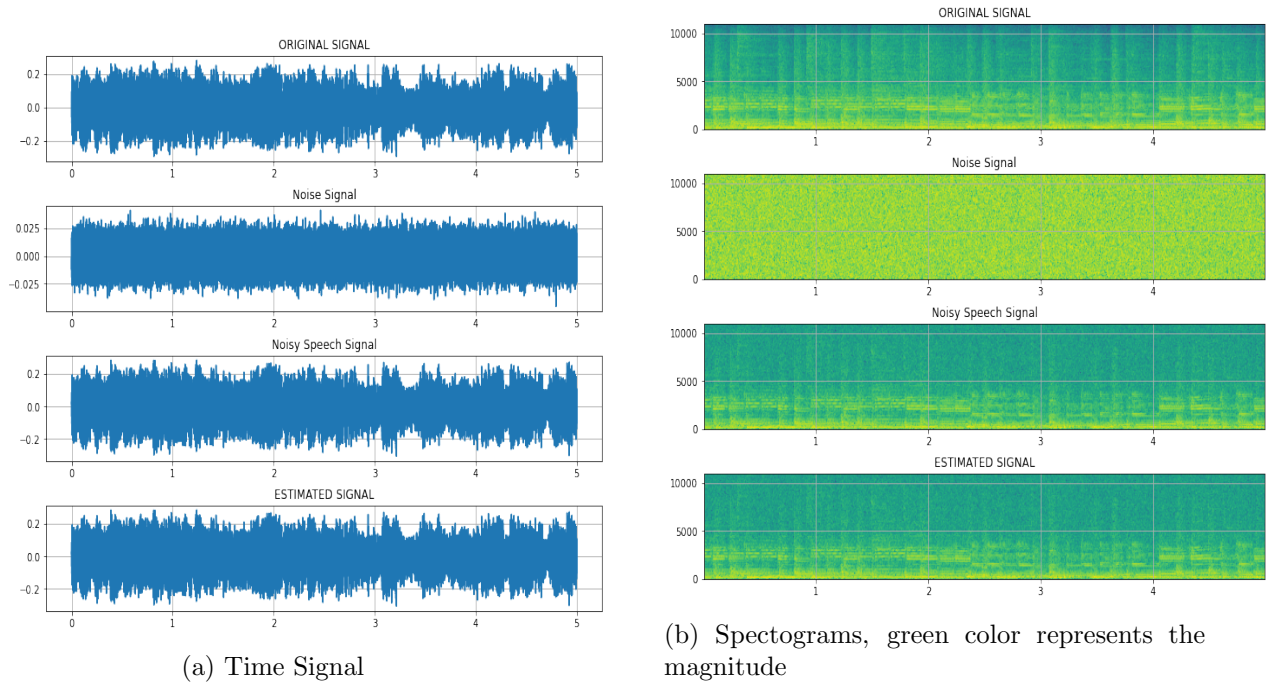 ORIGINAL SIGNAL
0.2
0.0
−0.2
0 1 2 3 4 5
Noise Signal
0.025
0.000
−0.025
0 1 2 3 4 5
Noisy Speech Signal
0.2
0.0
−0.2
0 1 2 3 4 5
ESTIMATED SIGNAL
0.2
0.0
−0.2
0 1 2 3 4 5
(a) Time Signal
ORIGINAL SIGNAL
10000
5000
0
1 2 3 4
Noise Signal
10000
5000
0
1 2 3 4
Noisy Speech Signal
10000
5000
0
1 2 3 4
ESTIMATED SIGNAL
10000
5000
0
1 2 3 4
(b) Spectograms, green color represents the
magnitude